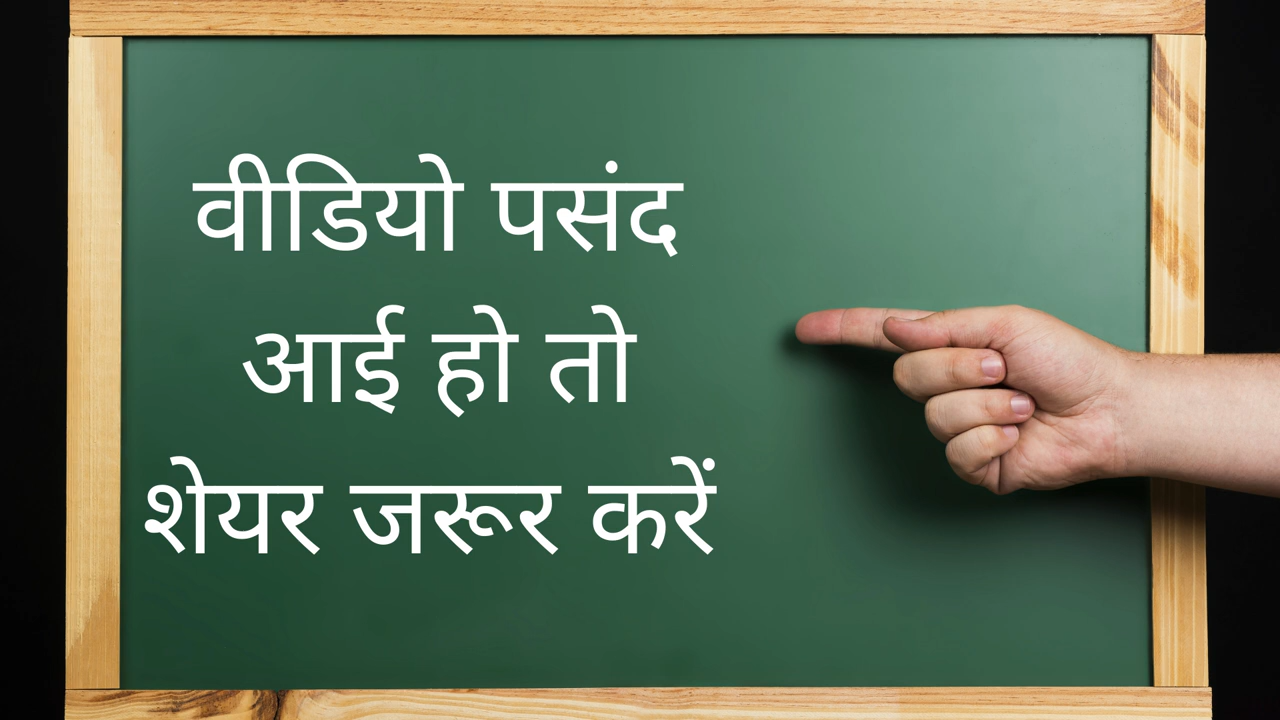 वीडियो पसंद
आई हो तो
शेयर जरूर करें